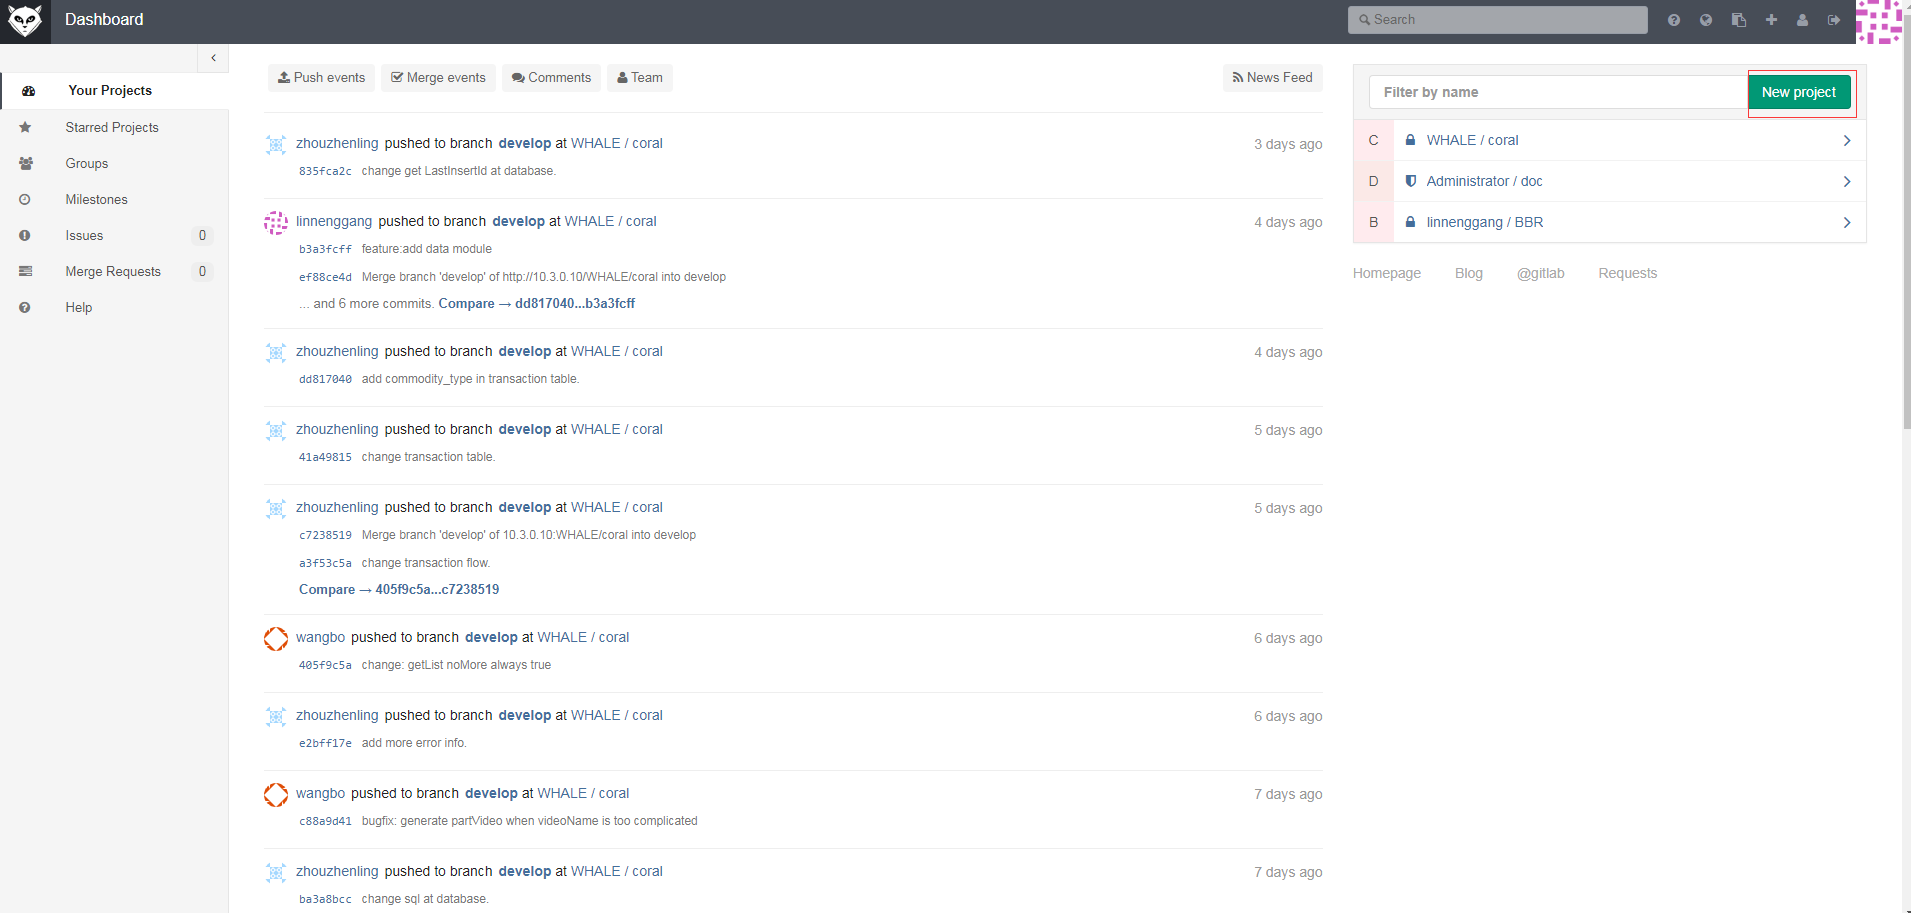 Dashboard
Search
Your Projects
Starred Projects
Groups
Milestones
Issues 0
Merge Requests 0
Help
Push events Merge events Comments Team News Feed
zhouzhenling pushed to branch develop at WHALE / coral 3 days ago
835fca2c change get LastInsertId at database.
linnenggang pushed to branch develop at WHALE / coral 4 days ago
b3a3fcff feature:add data module
ef88ce4d Merge branch 'develop' of http://10.3.0.10/WHALE/coral into develop
... and 6 more commits. Compare → dd817040...b3a3fcff
zhouzhenling pushed to branch develop at WHALE / coral 4 days ago
dd817040 add commodity_type in transaction table.
zhouzhenling pushed to branch develop at WHALE / coral 5 days ago
41a49815 change transaction table.
zhouzhenling pushed to branch develop at WHALE / coral 5 days ago
c7238519 Merge branch 'develop' of 10.3.0.10:WHALE/coral into develop
a3f53c5a change transaction flow.
Compare → 405f9c5a...c7238519
wangbo pushed to branch develop at WHALE / coral 6 days ago
405f9c5a change: getList noMore always true
zhouzhenling pushed to branch develop at WHALE / coral 6 days ago
e2bff17e add more error info.
wangbo pushed to branch develop at WHALE / coral 7 days ago
c88a9d41 bugfix: generate partVideo when videoName is too complicated
zhouzhenling pushed to branch develop at WHALE / coral 7 days ago
ba3a8bcc change sql at database.
Filter by name New project
C WHALE / coral
D Administrator / doc
B linnenggang / BBR
Homepage Blog @gitlab Requests